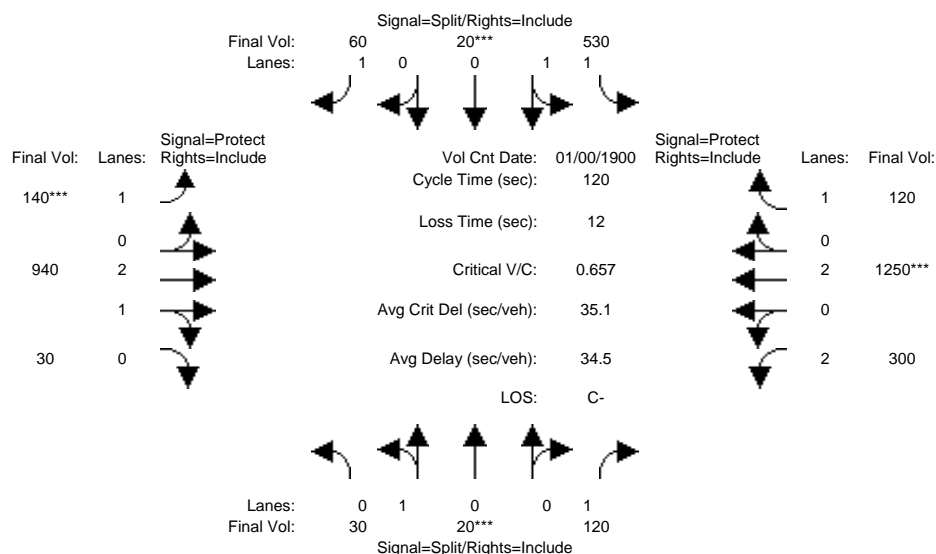 Signal=Split/Rights=Include
Final Vol: 60 20*** 530
Lanes: 1 0 0 1 1
Signal=Protect Signal=Protect
Final Vol: Lanes: Rights=Include Vol Cnt Date: 01/00/1900 Rights=Include Lanes: Final Vol:
Cycle Time (sec): 120
140*** 1 1 120
Loss Time (sec): 12
0 0
940 2 Critical V/C: 0.657 2 1250***
1 Avg Crit Del (sec/veh): 35.1 0
30 0 Avg Delay (sec/veh): 34.5 2 300
LOS: C-
Lanes: 0 1 0 0 1
Final Vol: 30 20*** 120
Signal=Split/Rights=Include